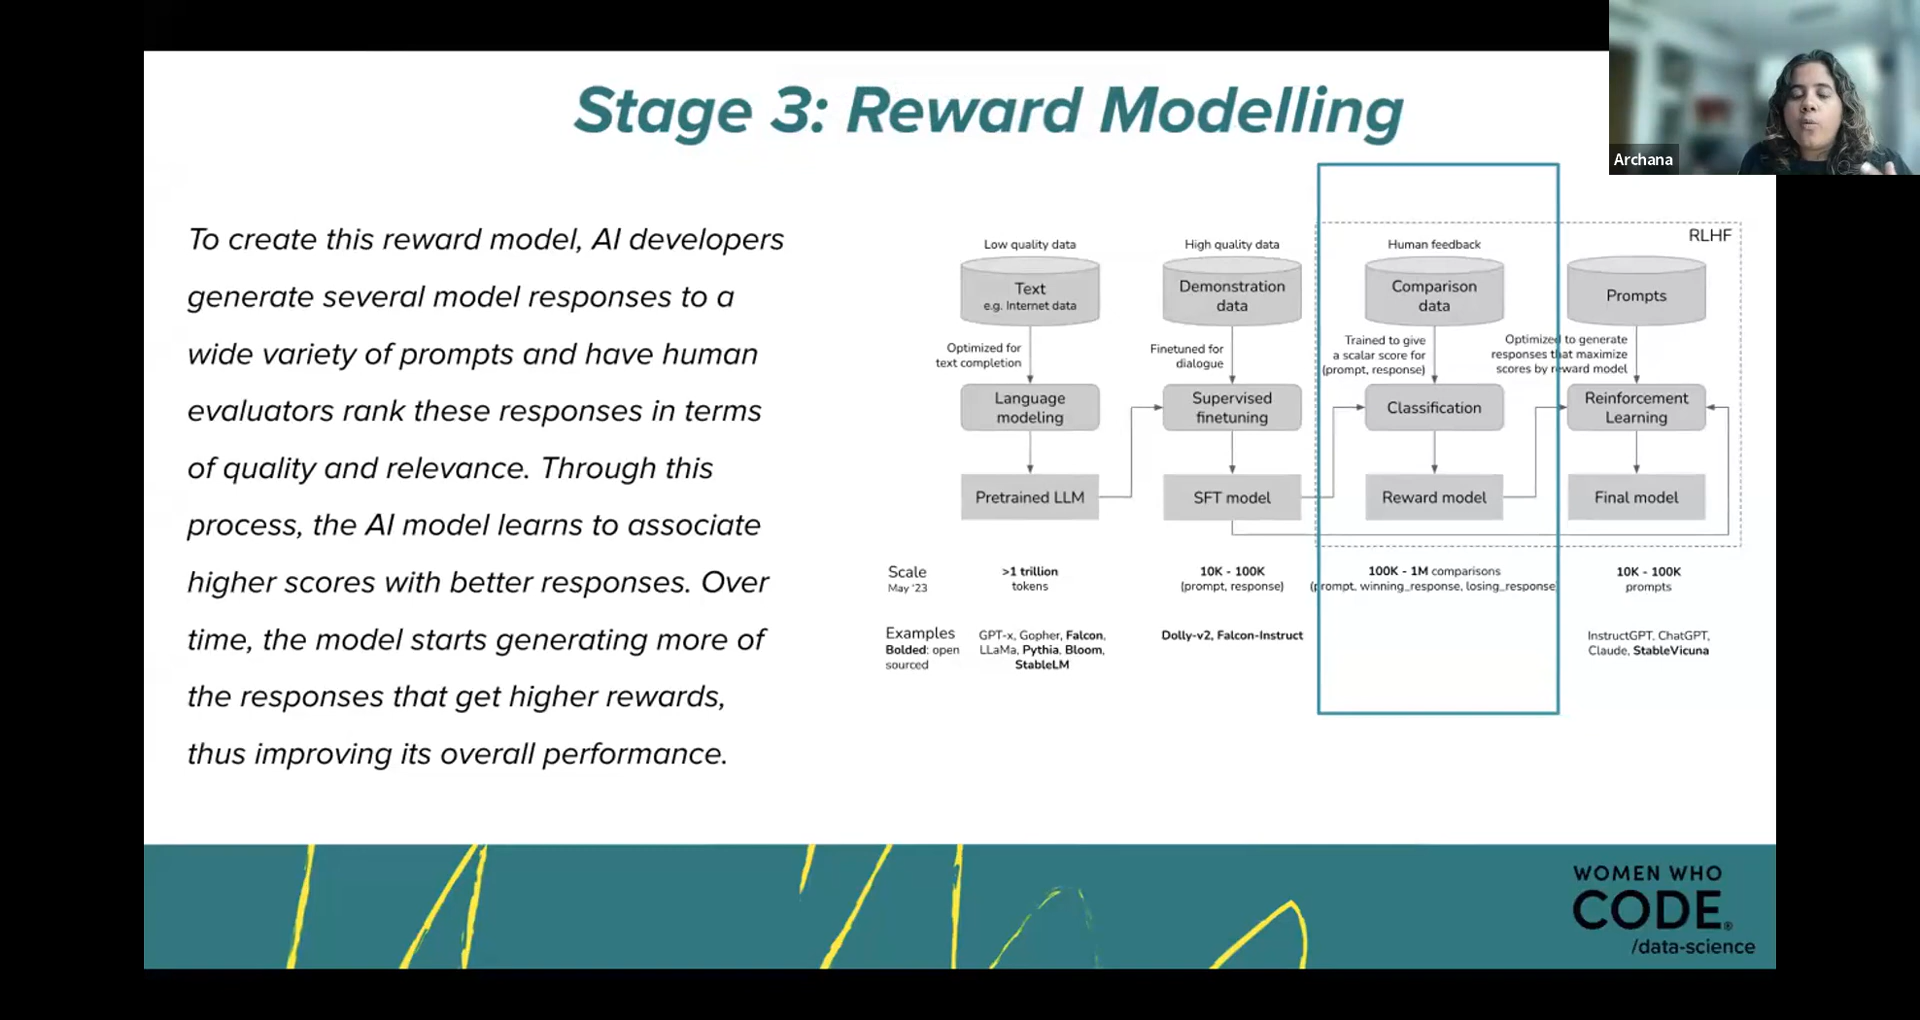 Stage 3: Reward Modelling
Archana
To create this reward model, AI developers
generate several model responses to a
wide variety of prompts and have human
evaluators rank these responses in terms
of quality and relevance. Through this
process, the AI model learns to associate
higher scores with better responses. Over
time, the model starts generating more of
the responses that get higher rewards,
thus improving its overall performance.
RLHF
Low quality data
High quality data
Human feedback
Text
e.g. Internet data
Demonstration
data
Comparison
data
Prompts
Optimized for
text completion
Finetuned for
dialogue
Trained to give
a scalar score for
(prompt, response)
Optimized to generate
responses that maximize
scores by reward model
Language
modeling
Supervised
finetuning
Classification
Reinforcement
Learning
Pretrained LLM
SFT model
Reward model
Final model
Scale
May '23
>1 trillion
tokens
10K - 100K
(prompt, response)
100K - 1M comparisons
(prompt, winning_response, losing_response)
10K - 100K
prompts
Examples
Bolded: open
sourced
GPT-x, Gopher, Falcon,
LLaMa, Pythia, Bloom,
StableLM
Dolly-v2, Falcon-Instruct
InstructGPT, ChatGPT,
Claude, StableVicuna
WOMEN WHO
CODE®
/data-science